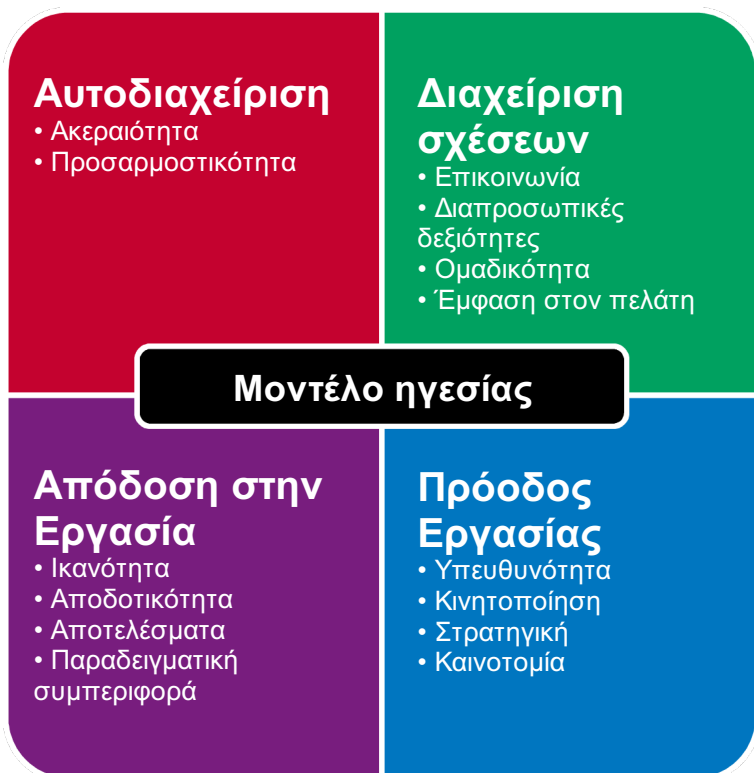 Αυτοδιαχείριση
• Ακεραιότητα
• Προσαρμοστικότητα
Διαχείριση
σχέσεων
• Επικοινωνία
• Διαπροσωπικές
δεξιότητες
• Ομαδικότητα
• Έμφαση στον πελάτη
Μοντέλο ηγεσίας
Απόδοση στην
Εργασία
• Ικανότητα
• Αποδοτικότητα
• Αποτελέσματα
• Παραδειγματική
συμπεριφορά
Πρόοδος
Εργασίας
• Υπευθυνότητα
• Κινητοποίηση
• Στρατηγική
• Καινοτομία